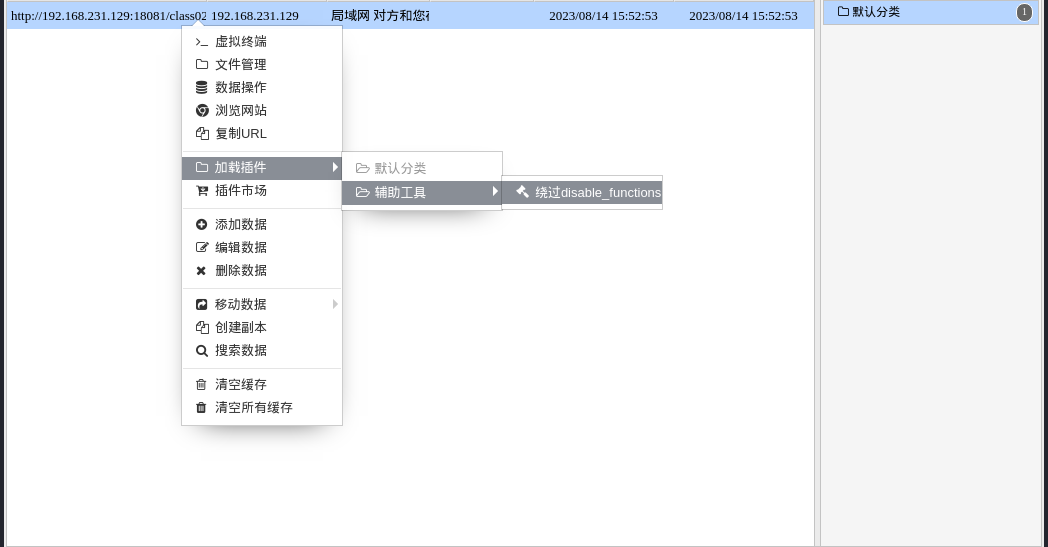 http://192.168.231.129:18081/class02 192.168.231.129 局域网 对方和您在 2023/08/14 15:52:53 2023/08/14 15:52:53
默认分类 1
虚拟终端
文件管理
数据操作
浏览网站
复制URL
加载插件
默认分类
辅助工具
绕过disable_functions
插件市场
添加数据
编辑数据
删除数据
移动数据
创建副本
搜索数据
清空缓存
清空所有缓存